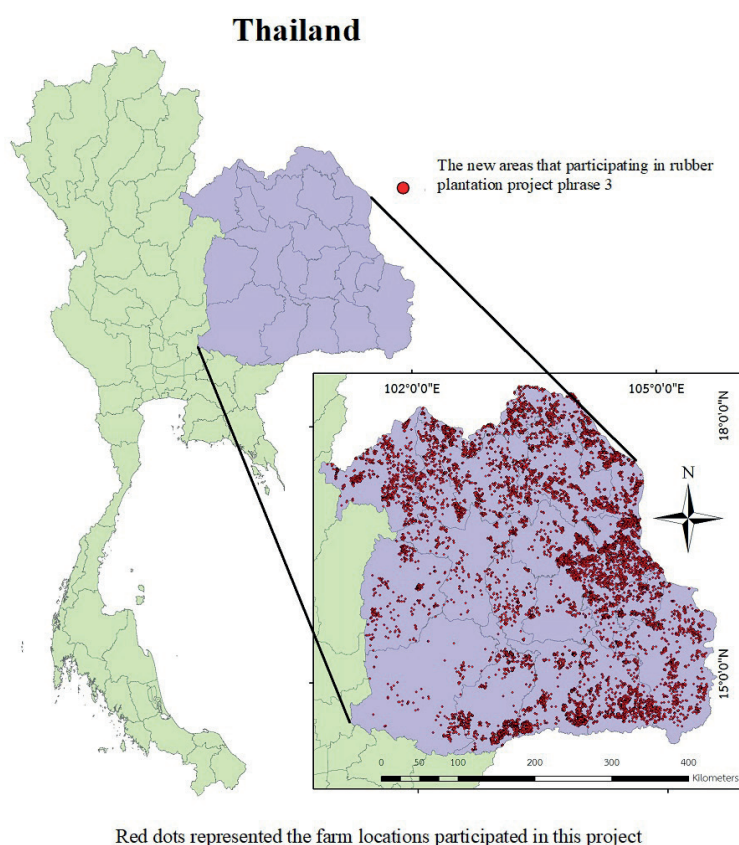 Thailand
The new areas that participating in rubber
plantation project phrase 3
102°0'0"E
105°0'0"E
18°0'0"N
N
15°0'0"N
0 50 100 200 300 400
Kilometers
Red dots represented the farm locations participated in this project